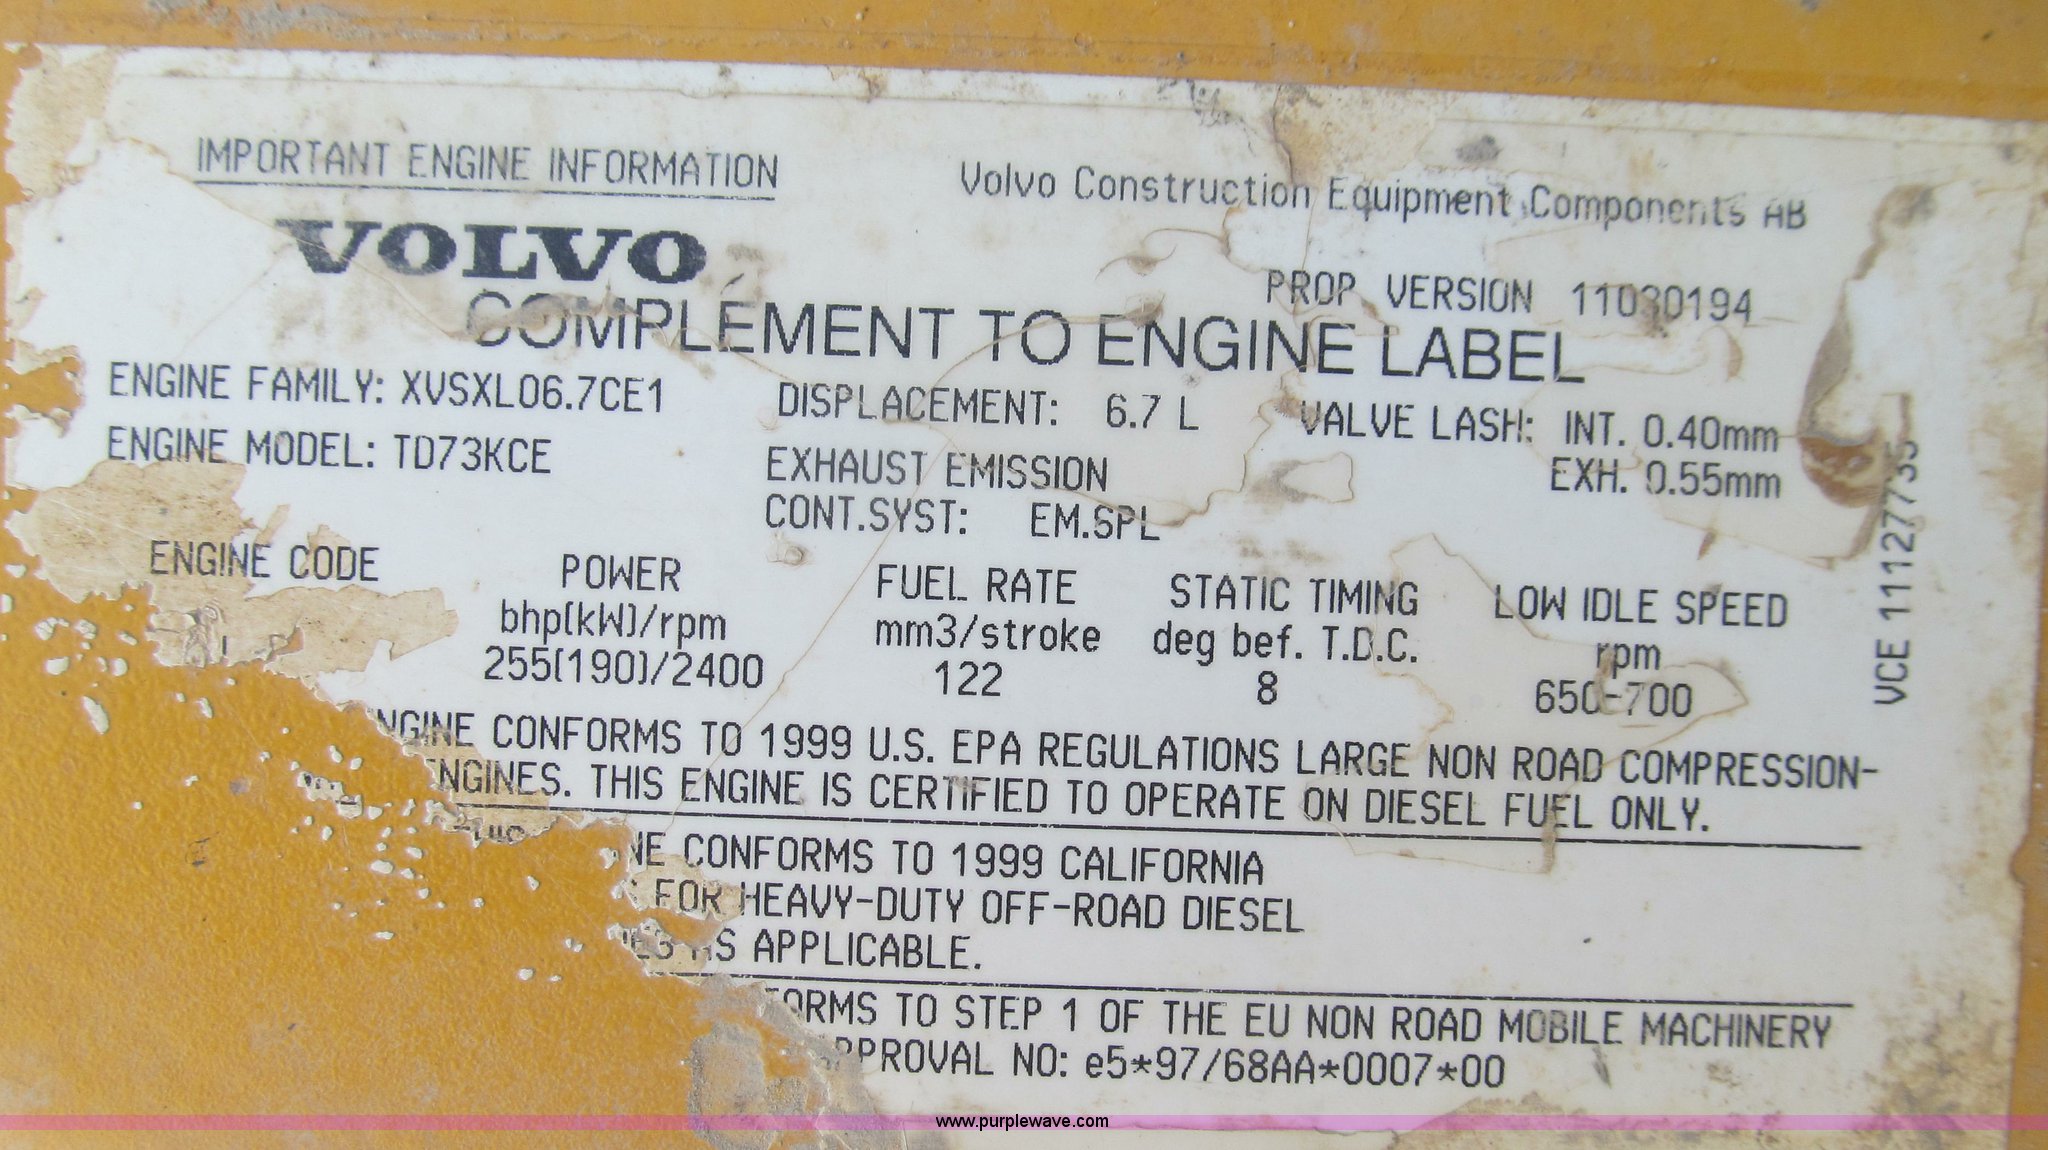 IMPORTANT ENGINE INFORMATION
Volvo Construction Equipment Components AB
VOLVO
PROP VERSION 11030194
COMPLEMENT TO ENGINE LABEL
ENGINE FAMILY: XVSXL06.7CE1
DISPLACEMENT: 6.7 L
VALVE LASH: INT. 0.40mm
EXH. 0.55mm
ENGINE MODEL: TD73KCE
EXHAUST EMISSION
CONT.SYST: EM.SPL
ENGINE CODE
POWER
bhp(kW)/rpm
255(190)/2400
FUEL RATE
mm3/stroke
122
STATIC TIMING
deg bef. T.D.C.
8
LOW IDLE SPEED
rpm
650-700
VCE 11127735
NGINE CONFORMS TO 1999 U.S. EPA REGULATIONS LARGE NON ROAD COMPRESSION-
ENGINES. THIS ENGINE IS CERTIFIED TO OPERATE ON DIESEL FUEL ONLY.
NE CONFORMS TO 1999 CALIFORNIA
FOR HEAVY-DUTY OFF-ROAD DIESEL
AS APPLICABLE.
FORMS TO STEP 1 OF THE EU NON ROAD MOBILE MACHINERY
APPROVAL NO: e5*97/68AA*0007*00
www.purplewave.com